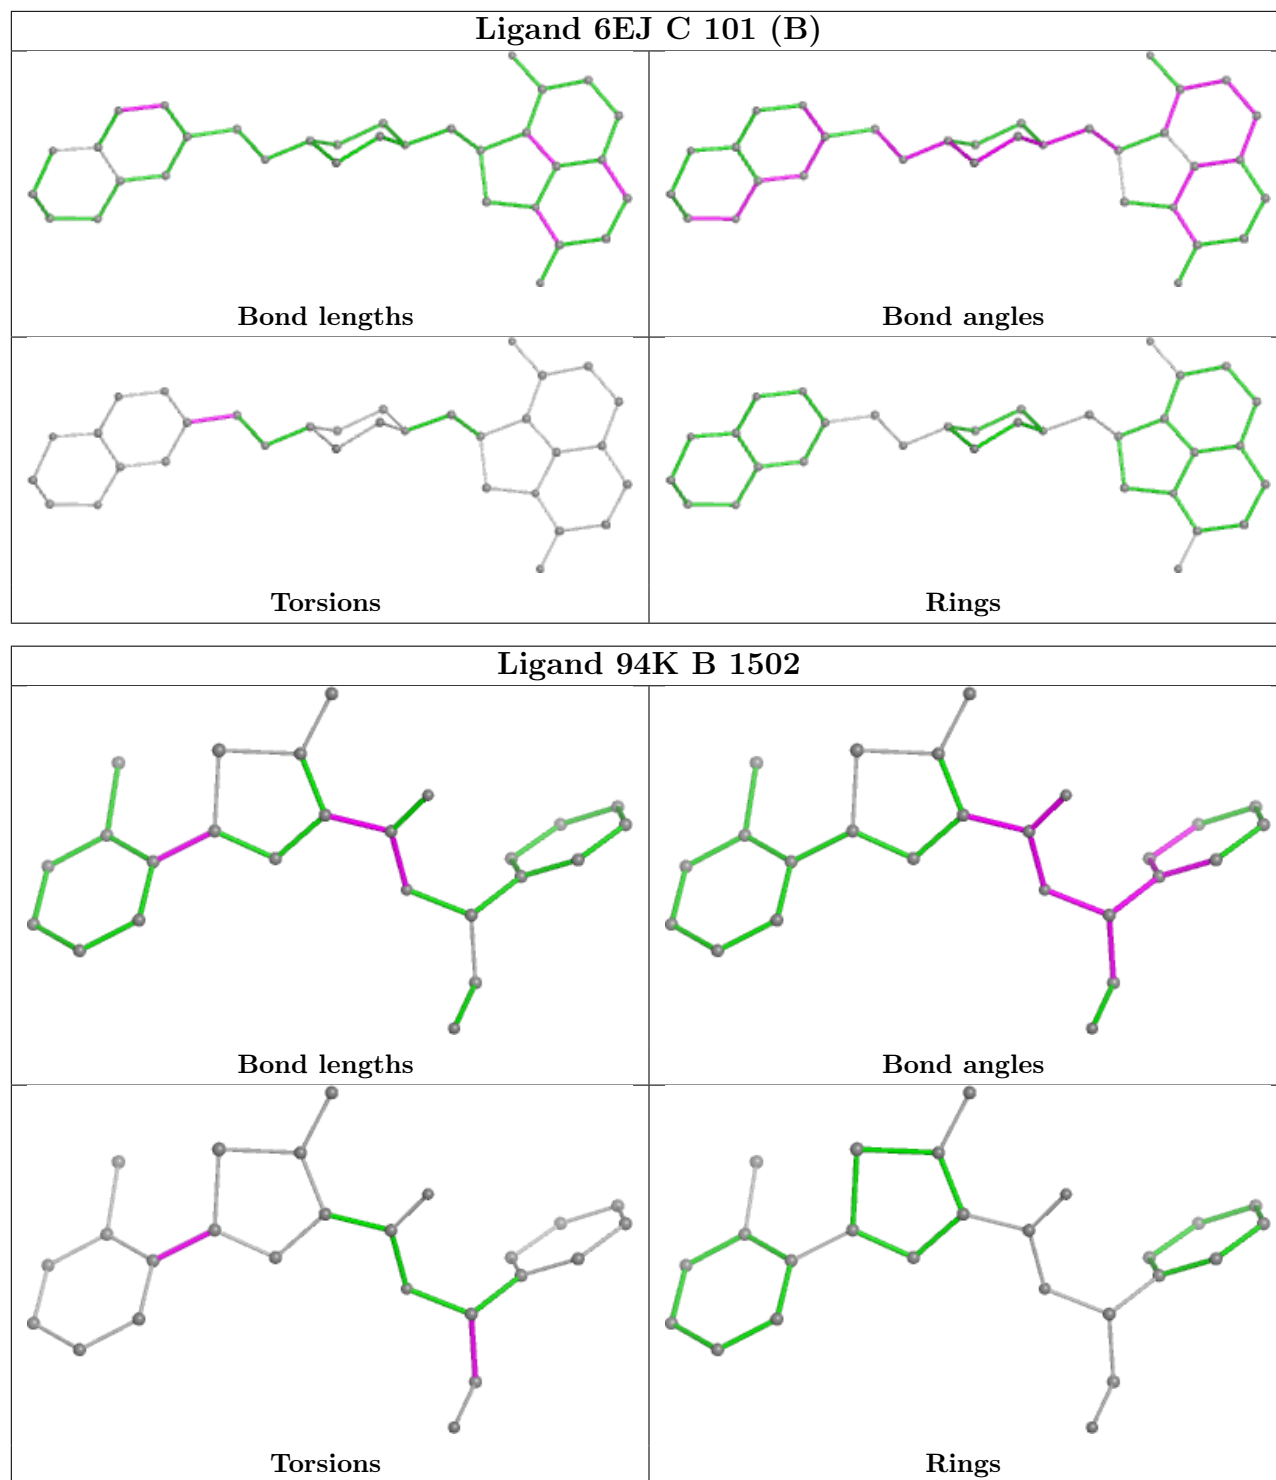 Ligand 6EJ C 101 (B)
Bond lengths
Bond angles
Torsions
Rings
Ligand 94K B 1502
Bond lengths
Bond angles
Torsions
Rings